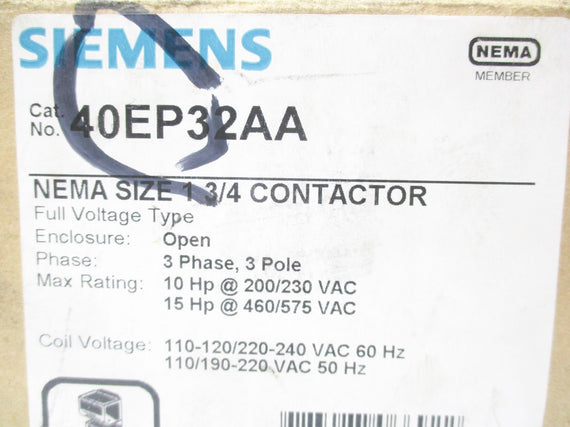 SIEMENS
NEMA
MEMBER
Cat. No. 40EP32AA
NEMA SIZE 1 3/4 CONTACTOR
Full Voltage Type
Enclosure: Open
Phase: 3 Phase, 3 Pole
Max Rating: 10 Hp @ 200/230 VAC
15 Hp @ 460/575 VAC
Coil Voltage: 110-120/220-240 VAC 60 Hz
110/190-220 VAC 50 Hz